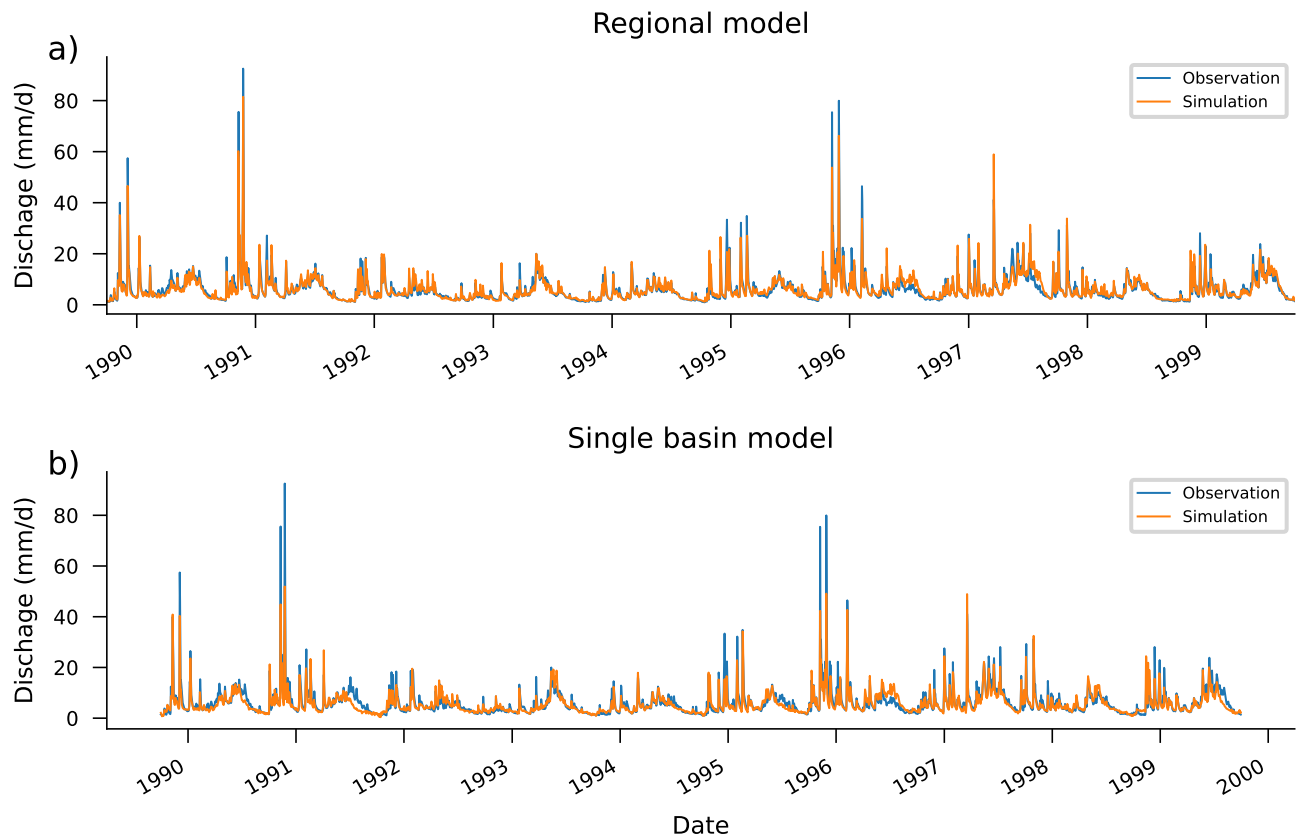 Regional model
a)
Dischage (mm/d)
80
60
40
20
0
Observation
Simulation
1990
1991
1992
1993
1994
1995
1996
1997
1998
1999
Single basin model
b)
Dischage (mm/d)
80
60
40
20
0
Observation
Simulation
1990
1991
1992
1993
1994
1995
1996
1997
1998
1999
2000
Date